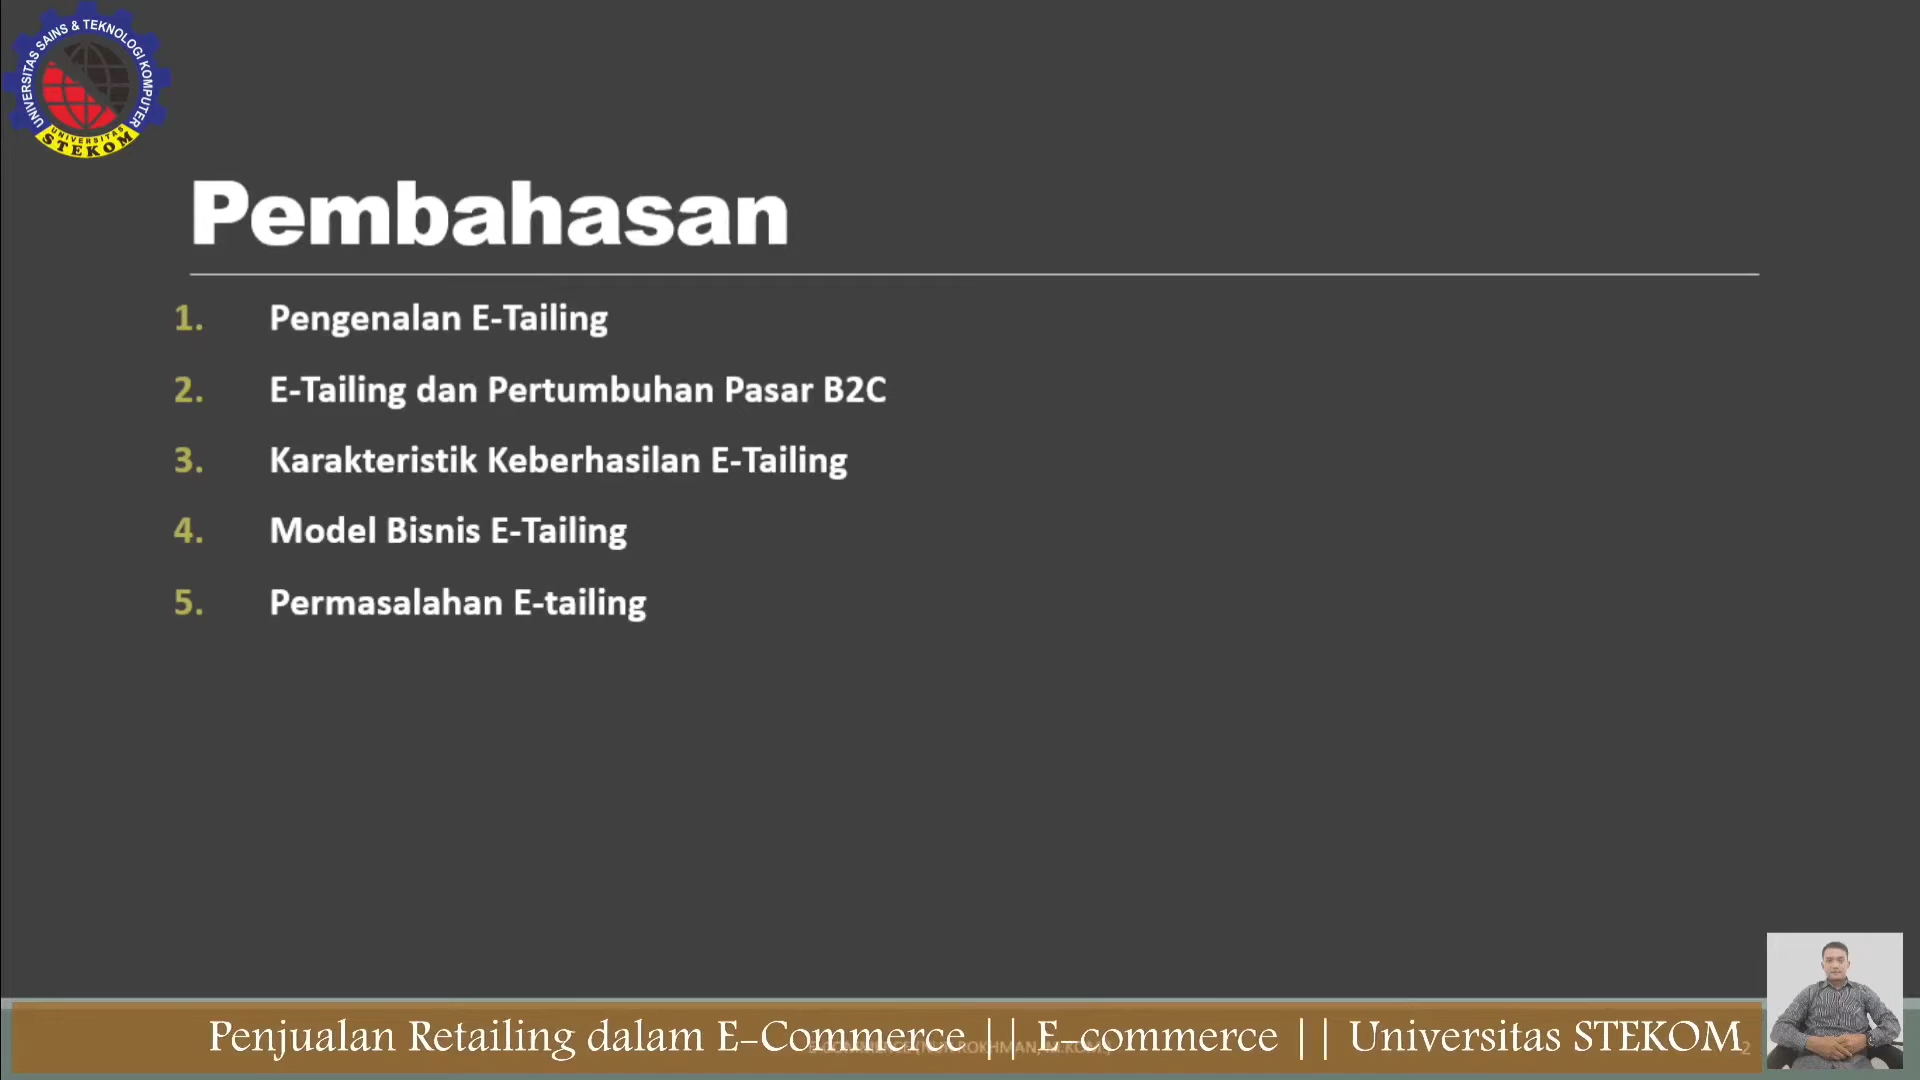 UNIVERSITAS SAINS & TEKNOLOGI KOMPUTER
UNIVERSITAS
STEKOM
Pembahasan
1. Pengenalan E-Tailing
2. E-Tailing dan Pertumbuhan Pasar B2C
3. Karakteristik Keberhasilan E-Tailing
4. Model Bisnis E-Tailing
5. Permasalahan E-tailing
Penjualan Retailing dalam E-Commerce || E-commerce || Universitas STEKOM
2